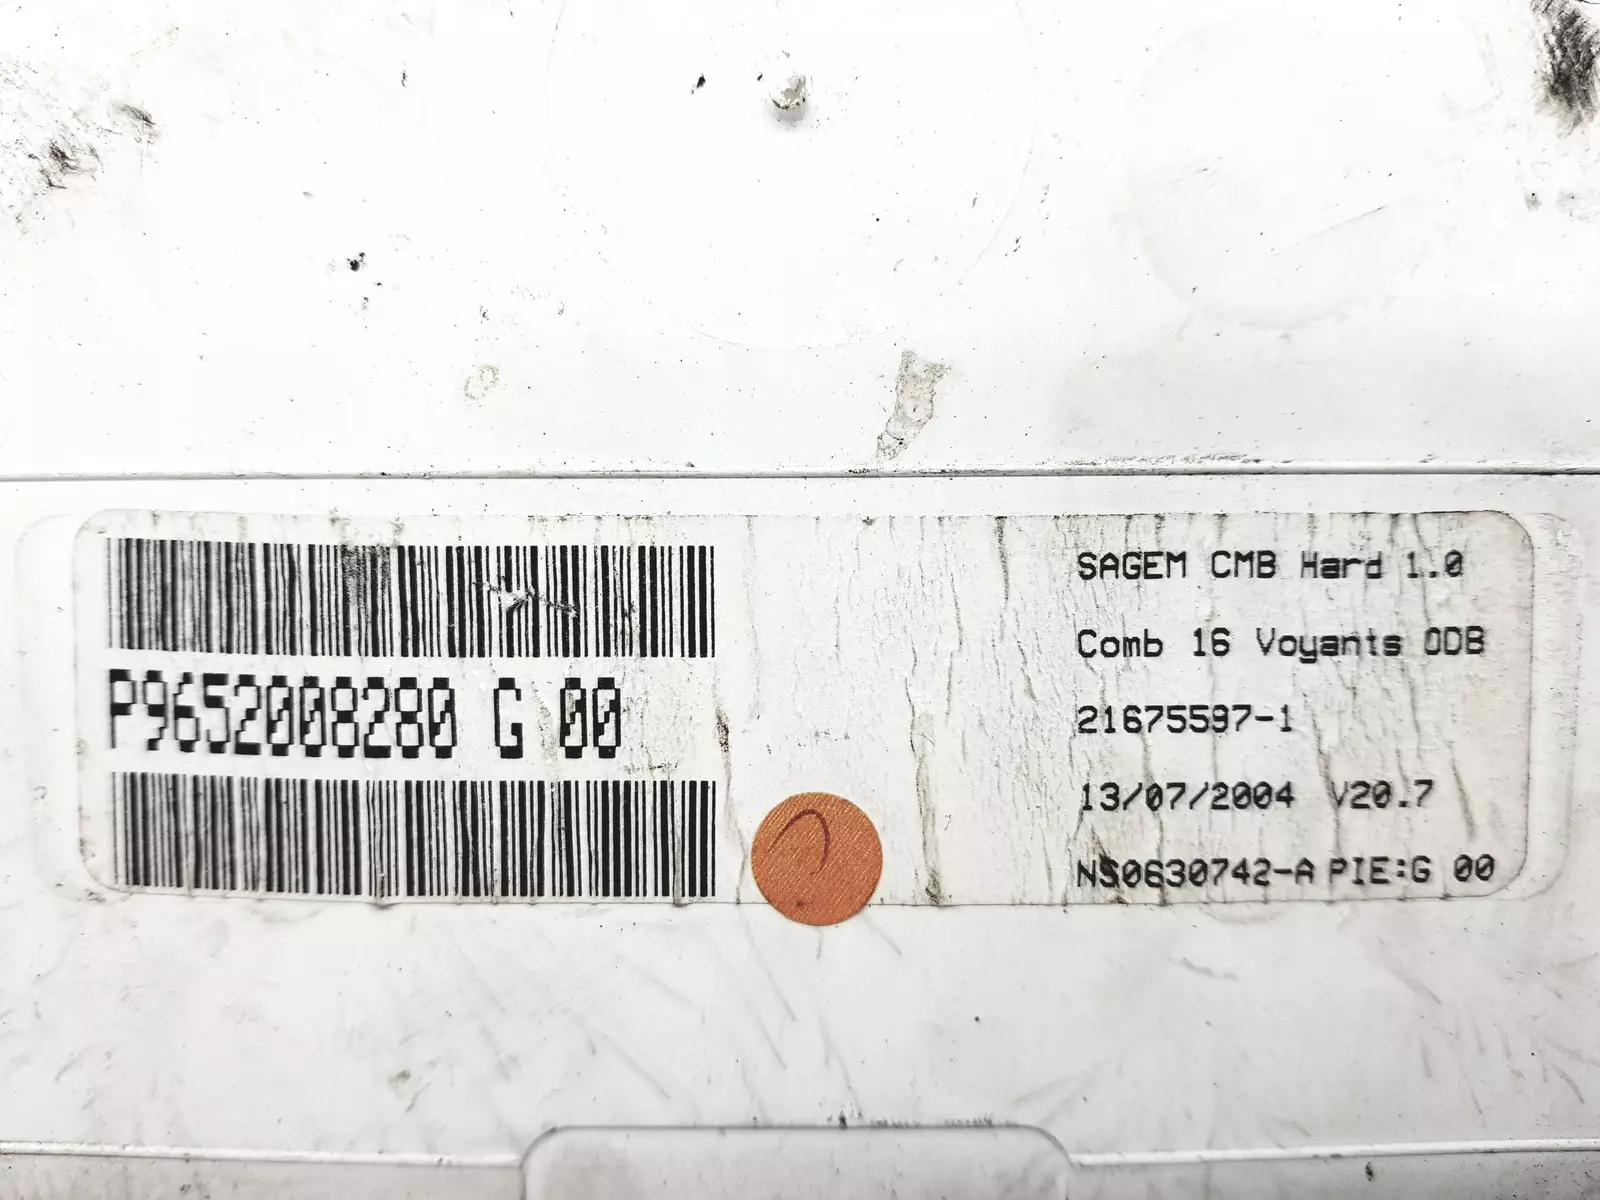 P9652008280 G 00
SAGEM CMB Hard 1.0
Comb 16 Voyants ODB
21675597-1
13/07/2004 V20.7
NS0630742-A PIE:G 00